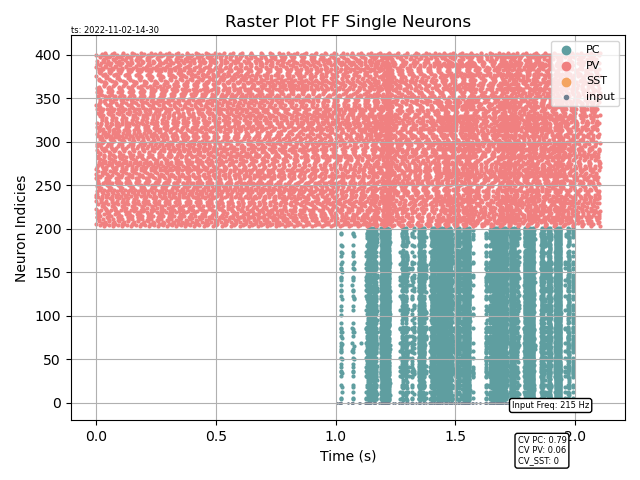 Raster Plot FF Single Neurons
ts: 2022-11-02-14-30
PC
PV
SST
input
400
350
300
250
200
150
100
50
0
Neuron Indicies
0.0 0.5 1.0 1.5 2.0
Time (s)
Input Freq: 215 Hz
CV PC: 0.79
CV PV: 0.06
CV_SST: 0